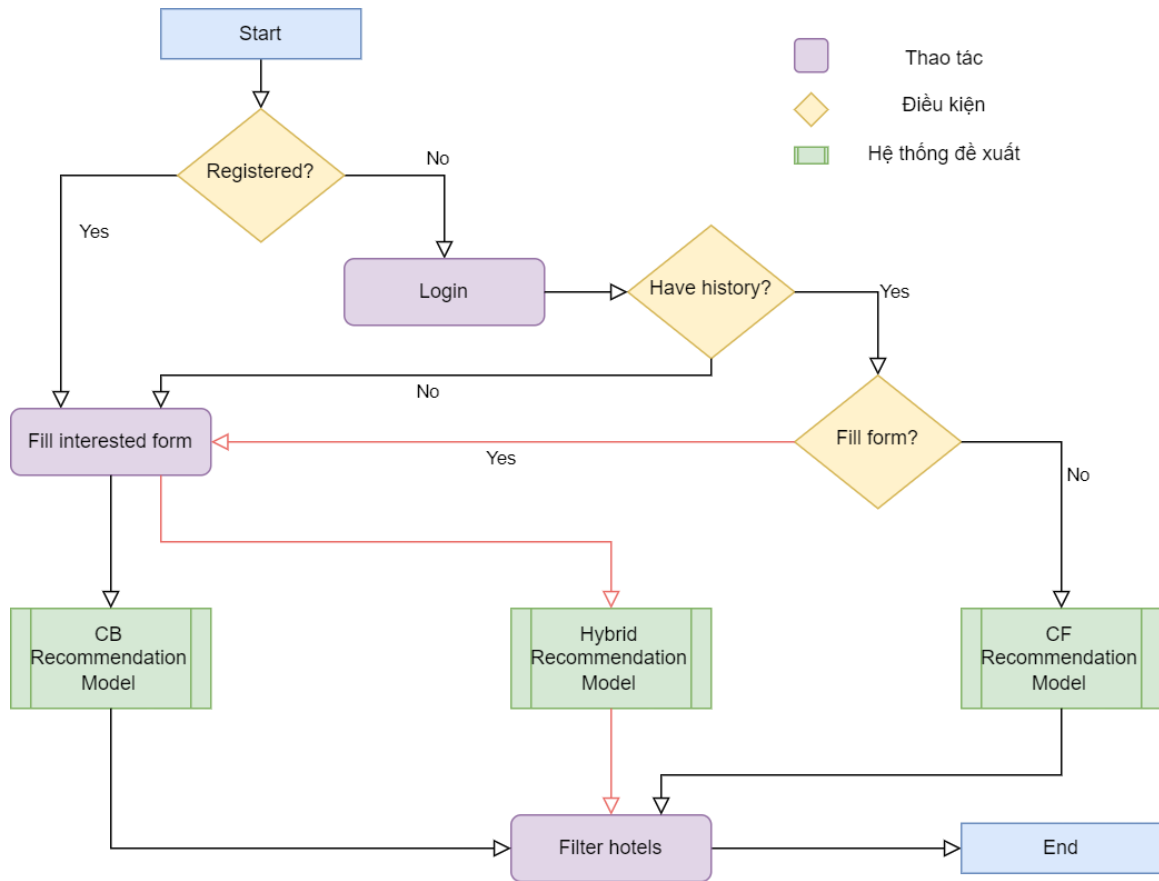 Start
Thao tác
Điều kiện
Hệ thống đề xuất
Registered?
No
Yes
Login
Have history?
Yes
No
Fill interested form
Yes
Fill form?
No
CB
Recommendation
Model
Hybrid
Recommendation
Model
CF
Recommendation
Model
Filter hotels
End